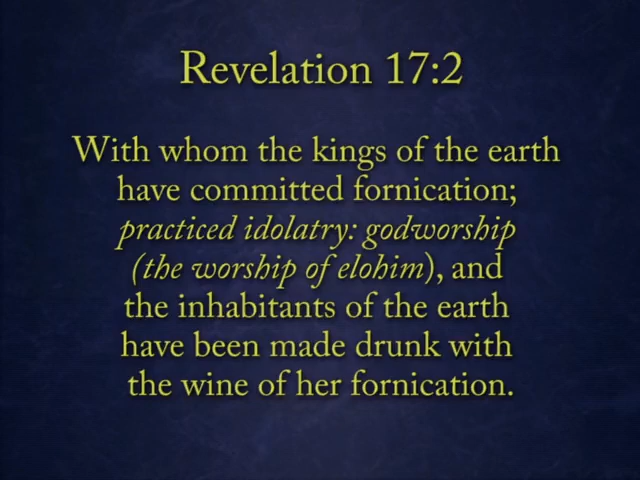 Revelation 17:2
With whom the kings of the earth
have committed fornication;
practiced idolatry: godworship
(the worship of elohim), and
the inhabitants of the earth
have been made drunk with
the wine of her fornication.